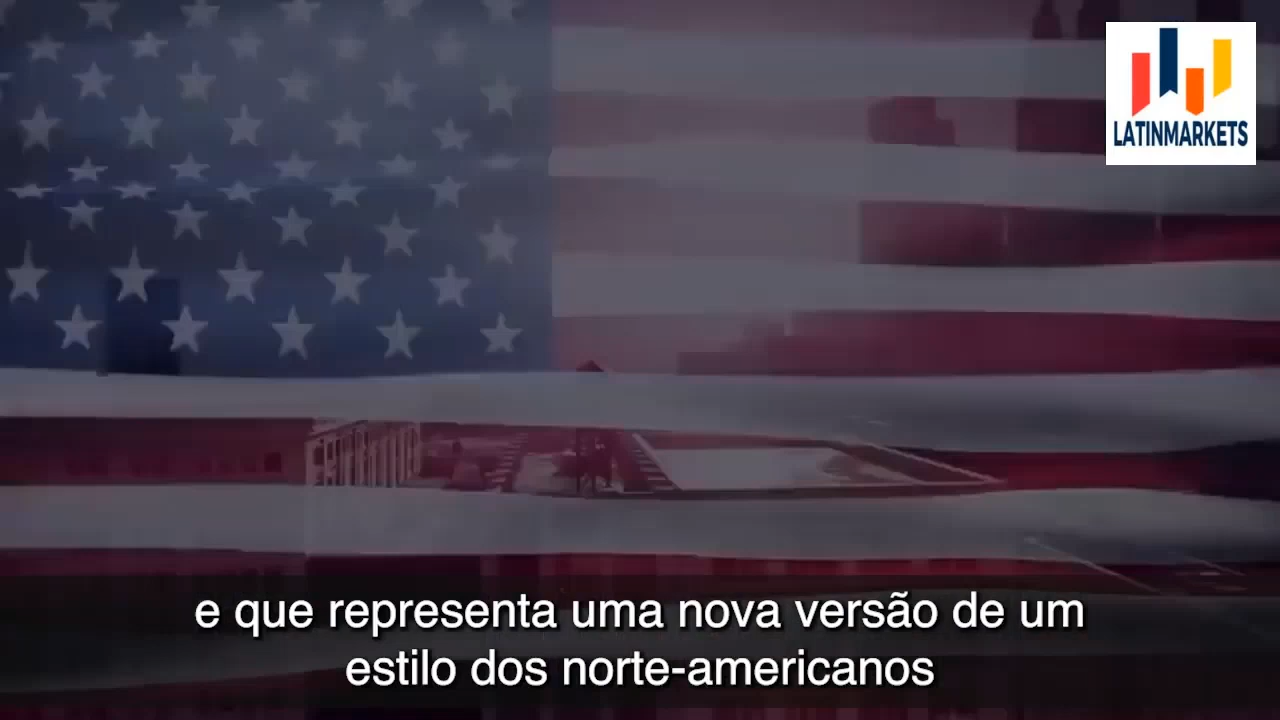 LATINMARKETS
e que representa uma nova versão de um
estilo dos norte-americanos